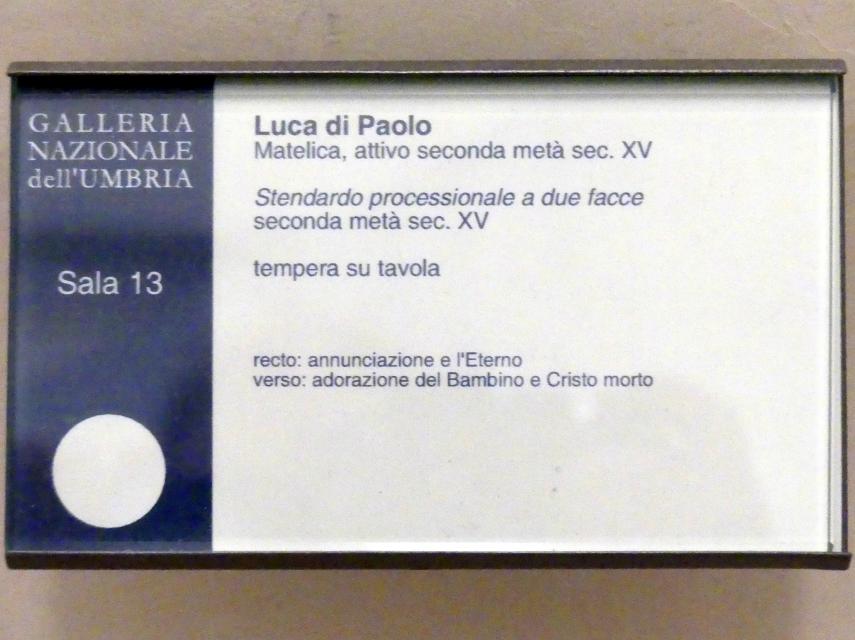 GALLERIA
NAZIONALE
dell'UMBRIA
Sala 13
Luca di Paolo
Matelica, attivo seconda metà sec. XV
Stendardo processionale a due facce
seconda metà sec. XV
tempera su tavola
recto: annunciazione e l'Eterno
verso: adorazione del Bambino e Cristo morto